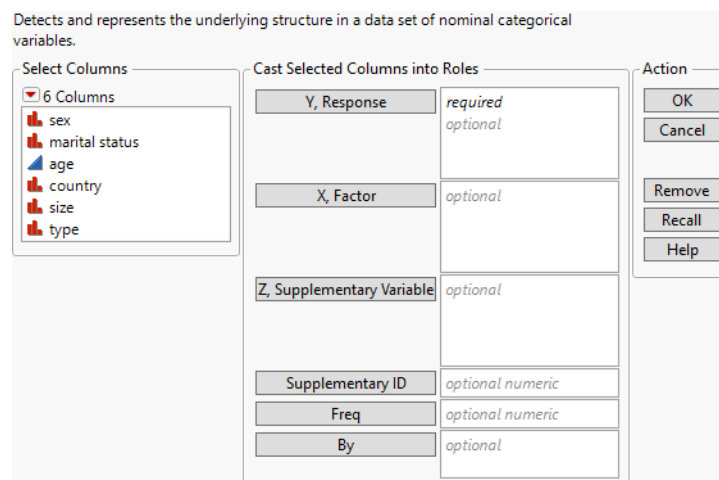 Detects and represents the underlying structure in a data set of nominal categorical
variables.
Select Columns
6 Columns
sex
marital status
age
country
size
type
Cast Selected Columns into Roles
Y, Response
required
optional
X, Factor
optional
Z, Supplementary Variable
optional
Supplementary ID
optional numeric
Freq
optional numeric
By
optional
Action
OK
Cancel
Remove
Recall
Help